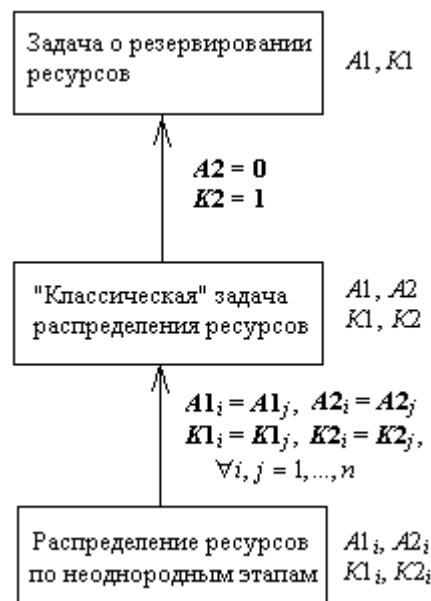 Задача о резервировании
ресурсов
A1, K1
A2 = 0
K2 = 1
"Классическая" задача
распределения ресурсов
A1, A2
K1, K2
A1i = A1j, A2i = A2j
K1i = K1j, K2i = K2j,
∀i, j = 1,...,n
Распределение ресурсов
по неоднородным этапам
A1i, A2i
K1i, K2i